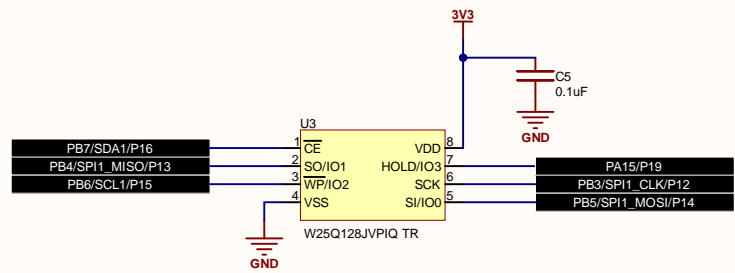 3V3
C5
0.1uF
GND
U3
PB7/SDA1/P16 1 CE VDD 8
PB4/SPI1_MISO/P13 2 SO/IO1 HOLD/IO3 7 PA15/P19
PB6/SCL1/P15 3 WP/IO2 SCK 6 PB3/SPI1_CLK/P12
4 VSS SI/IO0 5 PB5/SPI1_MOSI/P14
W25Q128JVPIQ TR
GND